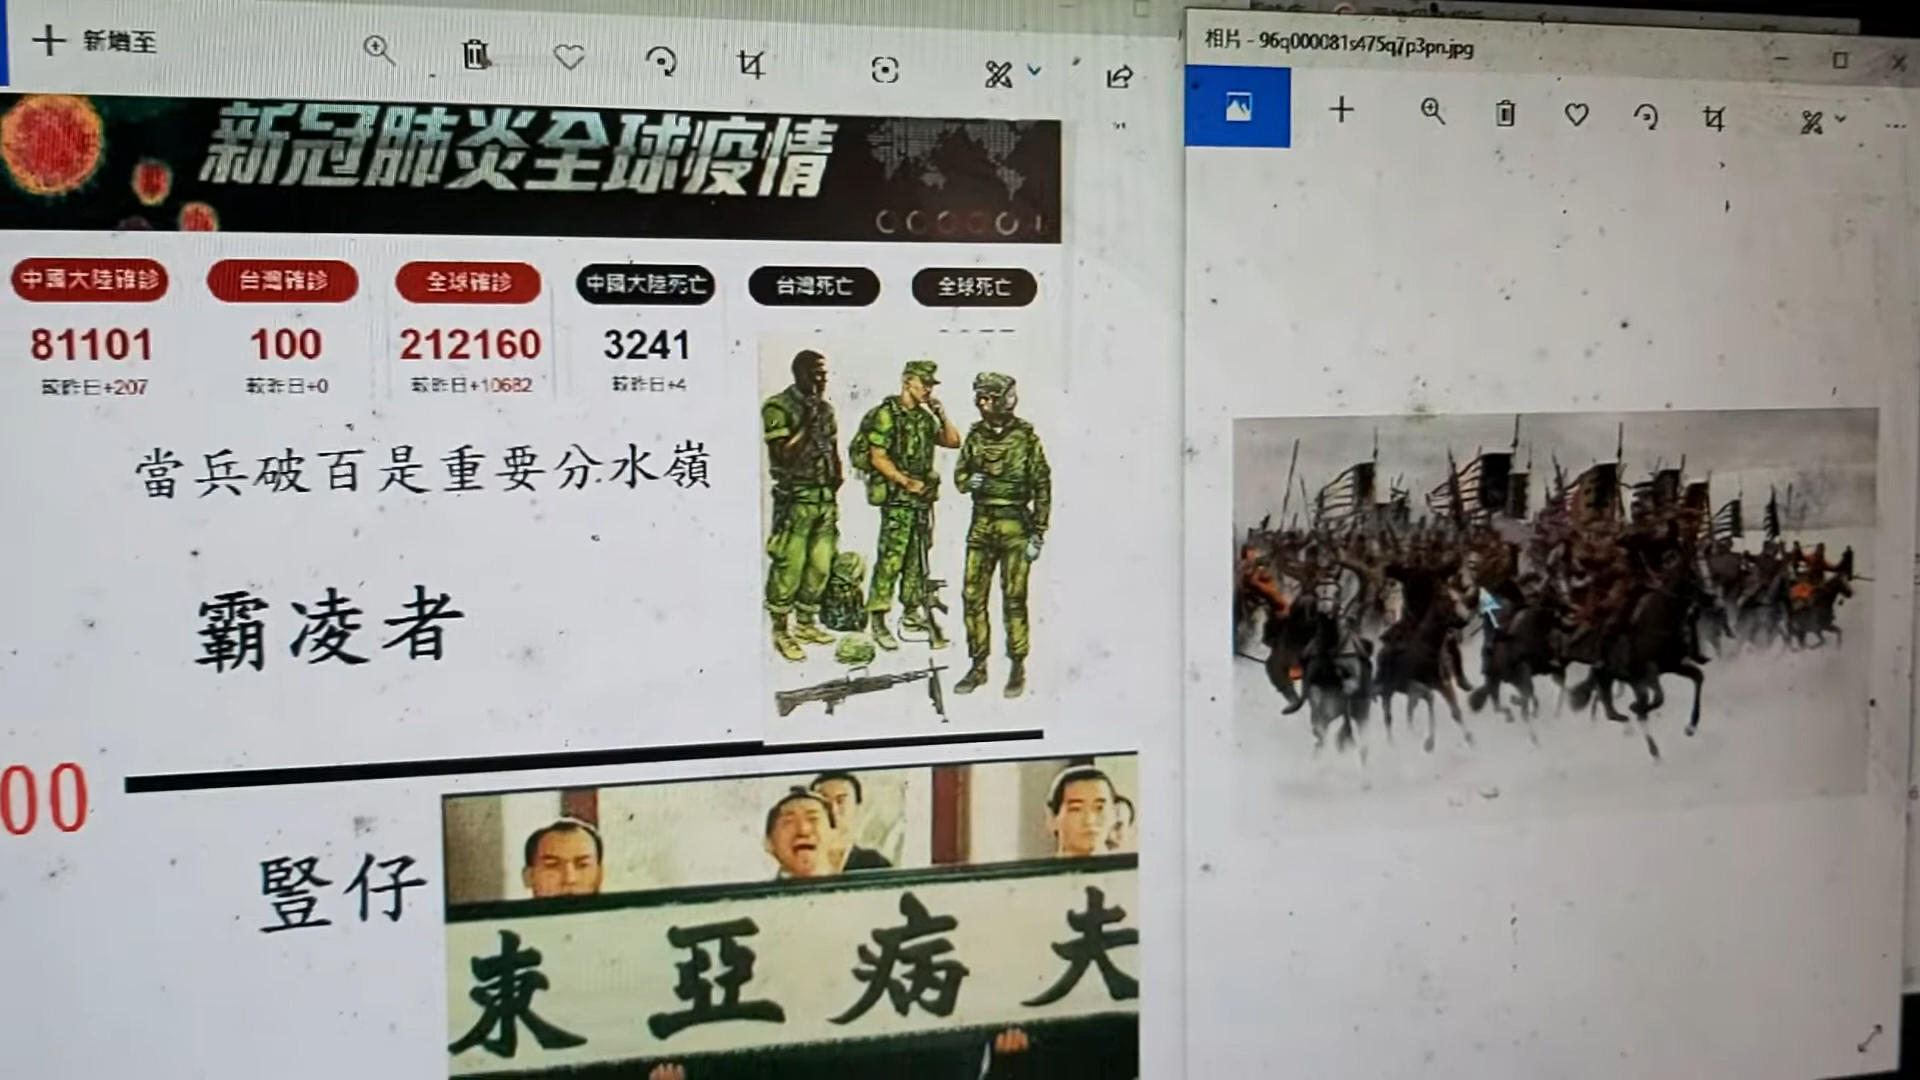 新增至
新冠肺炎全球疫情
中國大陸確診
台灣確診
全球確診
中國大陸死亡
台灣死亡
全球死亡
81101
100
212160
3241
較昨日+207
較昨日+0
較昨日+10682
較昨日+4
當兵破百是重要分水嶺
霸凌者
00
豎仔
東亞病夫
相片 - 96q000081s475q7p3pn.jpg